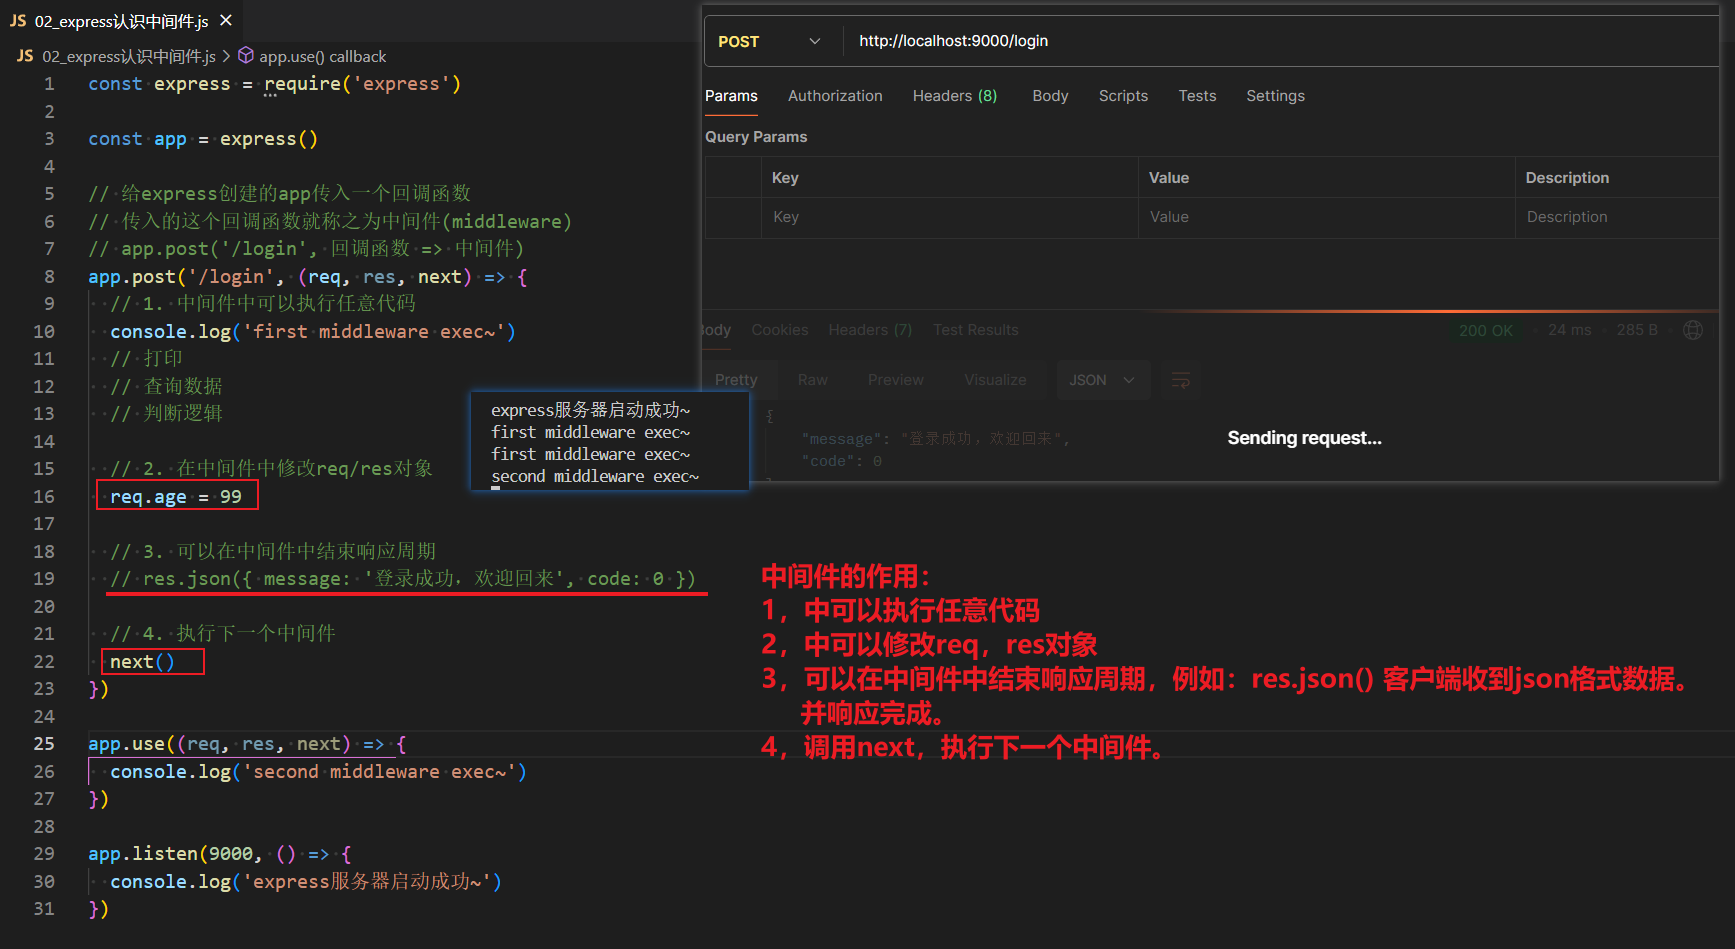 JS 02_express认识中间件.js ×
JS 02_express认识中间件.js > app.use() callback
1 const express = require('express')
2
3 const app = express()
4
5 // 给express创建的app传入一个回调函数
6 // 传入的这个回调函数就称之为中间件(middleware)
7 // app.post('/login', 回调函数 => 中间件)
8 app.post('/login', (req, res, next) => {
9 // 1. 中间件中可以执行任意代码
10 console.log('first middleware exec~')
11 // 打印
12 // 查询数据
13 // 判断逻辑
14
15 // 2. 在中间件中修改req/res对象
16 req.age = 99
17
18 // 3. 可以在中间件中结束响应周期
19 // res.json({ message: '登录成功, 欢迎回来', code: 0 })
20
21 // 4. 执行下一个中间件
22 next()
23 })
24
25 app.use((req, res, next) => {
26 console.log('second middleware exec~')
27 })
28
29 app.listen(9000, () => {
30 console.log('express服务器启动成功~')
31 })
express服务器启动成功~
first middleware exec~
first middleware exec~
second middleware exec~
POST http://localhost:9000/login
Params Authorization Headers (8) Body Scripts Tests Settings
Query Params
Key Value Description
Key Value Description
Body Cookies Headers (7) Test Results 200 OK 24 ms 285 B
Pretty Raw Preview Visualize JSON
{
"message": "登录成功, 欢迎回来",
"code": 0
}
Sending request...
中间件的作用：
1，中可以执行任意代码
2，中可以修改req，res对象
3，可以在中间件中结束响应周期，例如：res.json() 客户端收到json格式数据。
并响应完成。
4，调用next，执行下一个中间件。